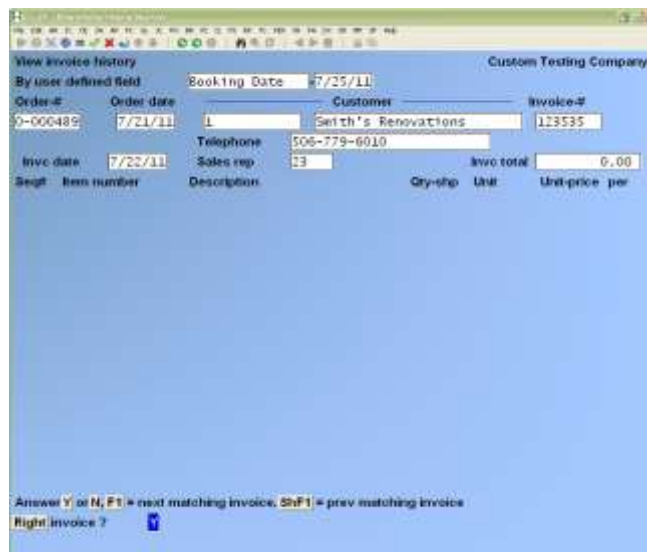 View invoice history Custom Testing Company
By user defined field Booking Date 7/25/11
Order-# Order date Customer Invoice-#
O-000489 7/21/11 1 Smith's Renovations 123535
Telephone 506-779-6010
Invc date 7/22/11 Sales rep 23 Invc total 0.00
Seq# Item number Description Qty-shp Unit Unit-price per
Answer Y or N, F1 = next matching invoice, ShF1 = prev matching invoice
Right invoice ? Y